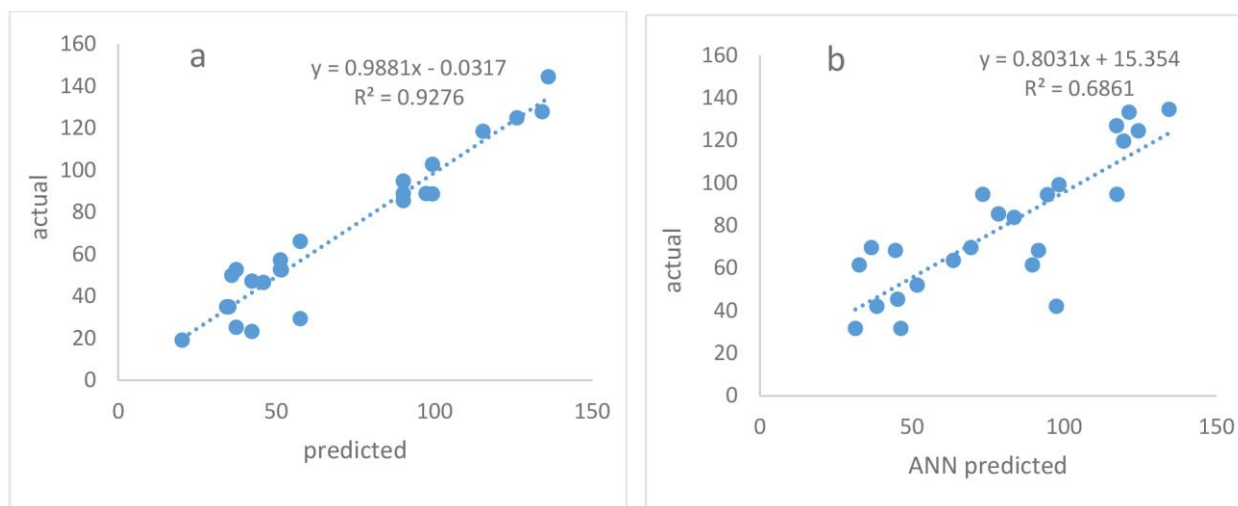 a
y = 0.9881x - 0.0317
R² = 0.9276
160
140
120
100
80
60
40
20
0
actual
0 50 100 150
predicted
b
y = 0.8031x + 15.354
R² = 0.6861
160
140
120
100
80
60
40
20
0
actual
0 50 100 150
ANN predicted